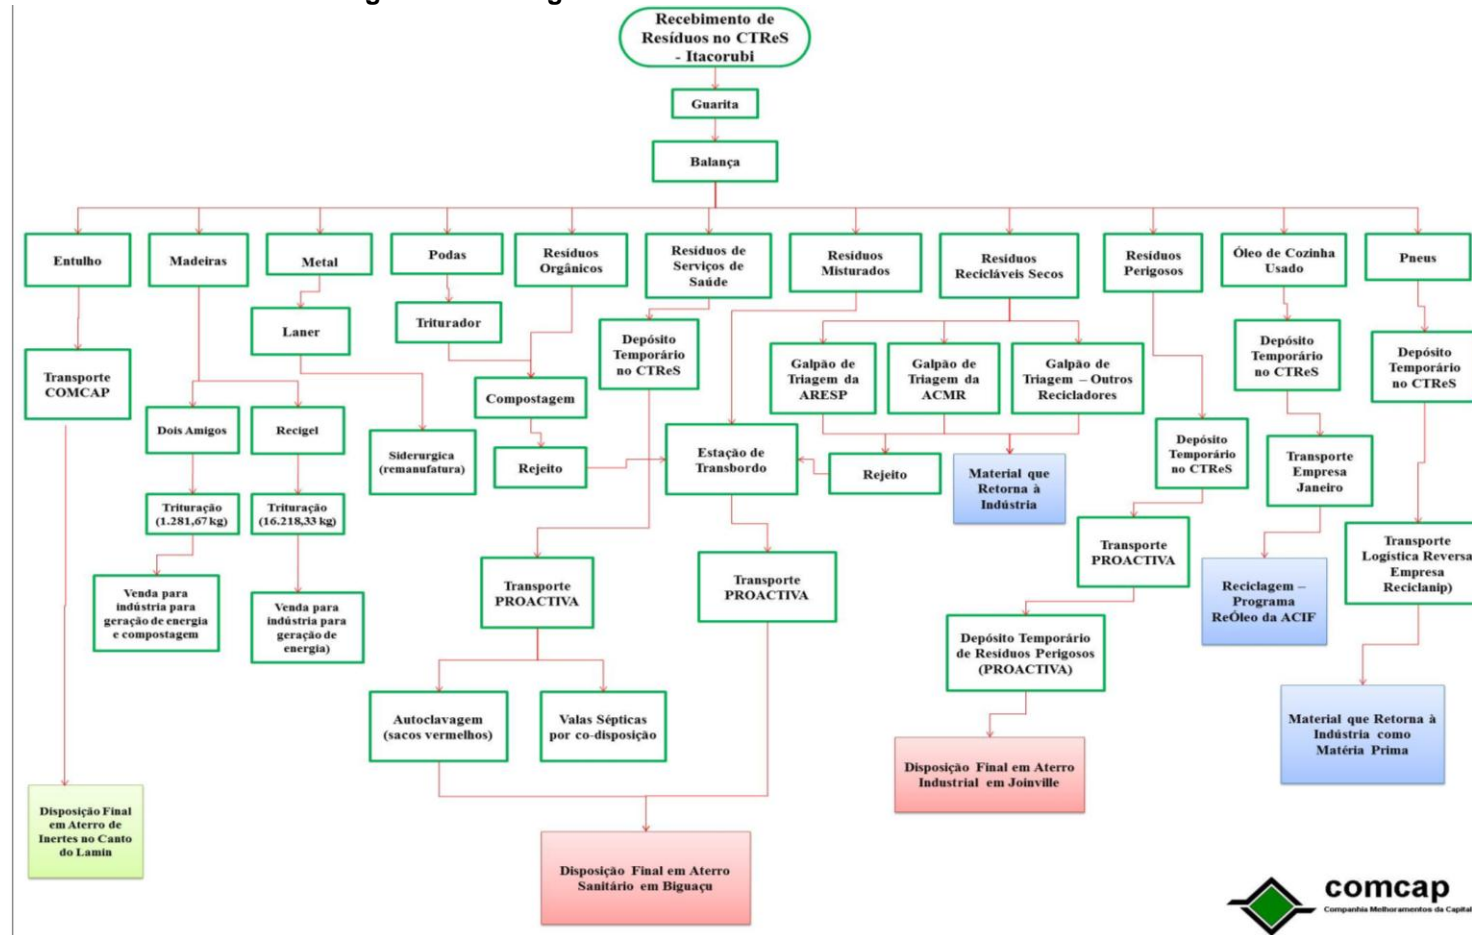 Recebimento de
Resíduos no CTReS
- Itacorubi
Guarita
Balança
Entulho
Madeiras
Metal
Podas
Resíduos
Orgânicos
Resíduos de
Serviços de
Saúde
Resíduos
Misturados
Resíduos
Recicláveis Secos
Resíduos
Perigosos
Óleo de Cozinha
Usado
Pneus
Transporte
COMCAP
Laner
Triturador
Depósito
Temporário
no CTReS
Galpão de
Triagem da
ARESP
Galpão de
Triagem da
ACMR
Galpão de
Triagem – Outros
Recicladores
Depósito
Temporário
no CTReS
Depósito
Temporário
no CTReS
Dois Amigos
Recigel
Siderurgica
(remanufatura)
Compostagem
Rejeito
Estação de
Transbordo
Rejeito
Material que
Retorna à
Indústria
Depósito
Temporário
no CTReS
Transporte
Empresa
Janeiro
Trituração
(1.281,67 kg)
Trituração
(16.218,33 kg)
Transporte
PROACTIVA
Transporte
PROACTIVA
Transporte
PROACTIVA
Transporte
Logística Reversa
Empresa
Reciclanip)
Venda para
indústria para
geração de energia
e compostagem
Venda para
indústria para
geração de
energia)
Reciclagem –
Programa
ReÓleo da ACIF
Depósito Temporário
de Resíduos Perigosos
(PROACTIVA)
Autoclavagem
(sacos vermelhos)
Valas Sépticas
por co-disposição
Material que Retorna à
Indústria como
Matéria Prima
Disposição Final em Aterro
Industrial em Joinville
Disposição Final
em Aterro de
Inertes no Canto
do Lamin
Disposição Final em Aterro
Sanitário em Biguaçu
comcap
Companhia Melhoramentos da Capital